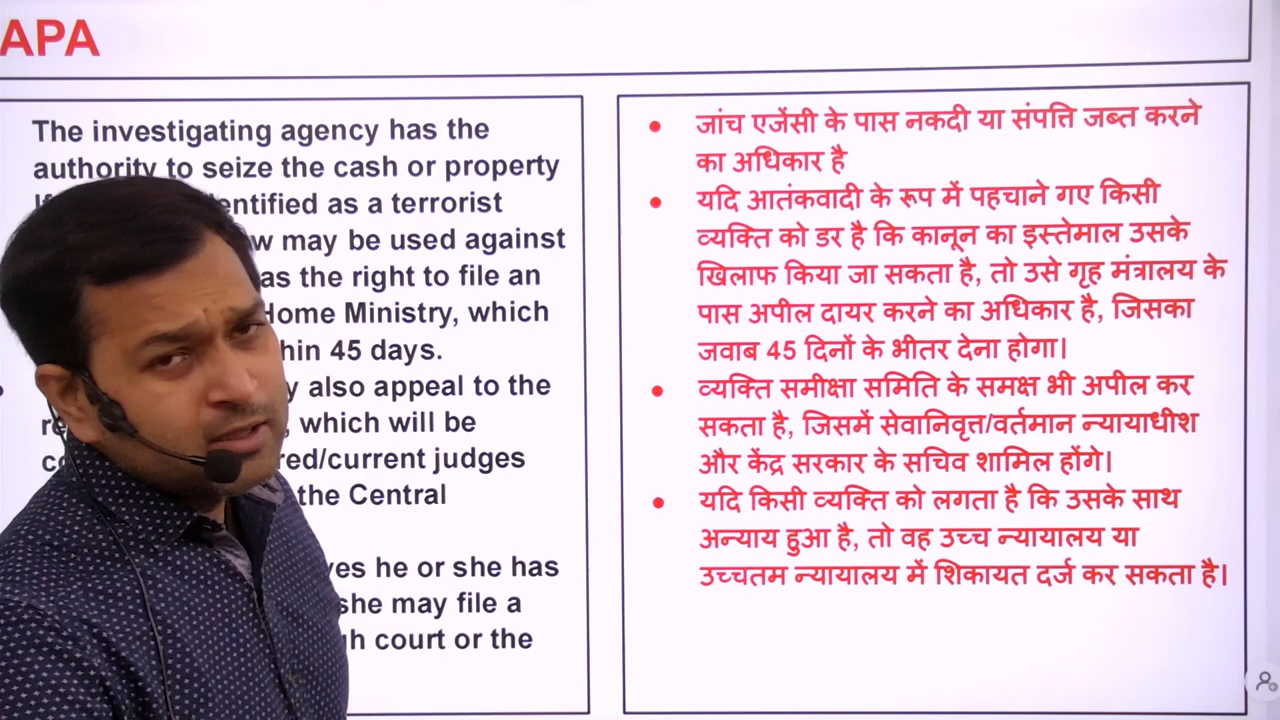 APA
The investigating agency has the
authority to seize the cash or property
entified as a terrorist
w may be used against
as the right to file an
Home Ministry, which
hin 45 days.
y also appeal to the
re , which will be
co red/current judges
the Central
ves he or she has
she may file a
h court or the
• जांच एजेंसी के पास नकदी या संपत्ति जब्त करने
का अधिकार है
• यदि आतंकवादी के रूप में पहचाने गए किसी
व्यक्ति को डर है कि कानून का इस्तेमाल उसके
खिलाफ किया जा सकता है, तो उसे गृह मंत्रालय के
पास अपील दायर करने का अधिकार है, जिसका
जवाब 45 दिनों के भीतर देना होगा।
• व्यक्ति समीक्षा समिति के समक्ष भी अपील कर
सकता है, जिसमें सेवानिवृत्त/वर्तमान न्यायाधीश
और केंद्र सरकार के सचिव शामिल होंगे।
• यदि किसी व्यक्ति को लगता है कि उसके साथ
अन्याय हुआ है, तो वह उच्च न्यायालय या
उच्चतम न्यायालय में शिकायत दर्ज कर सकता है।